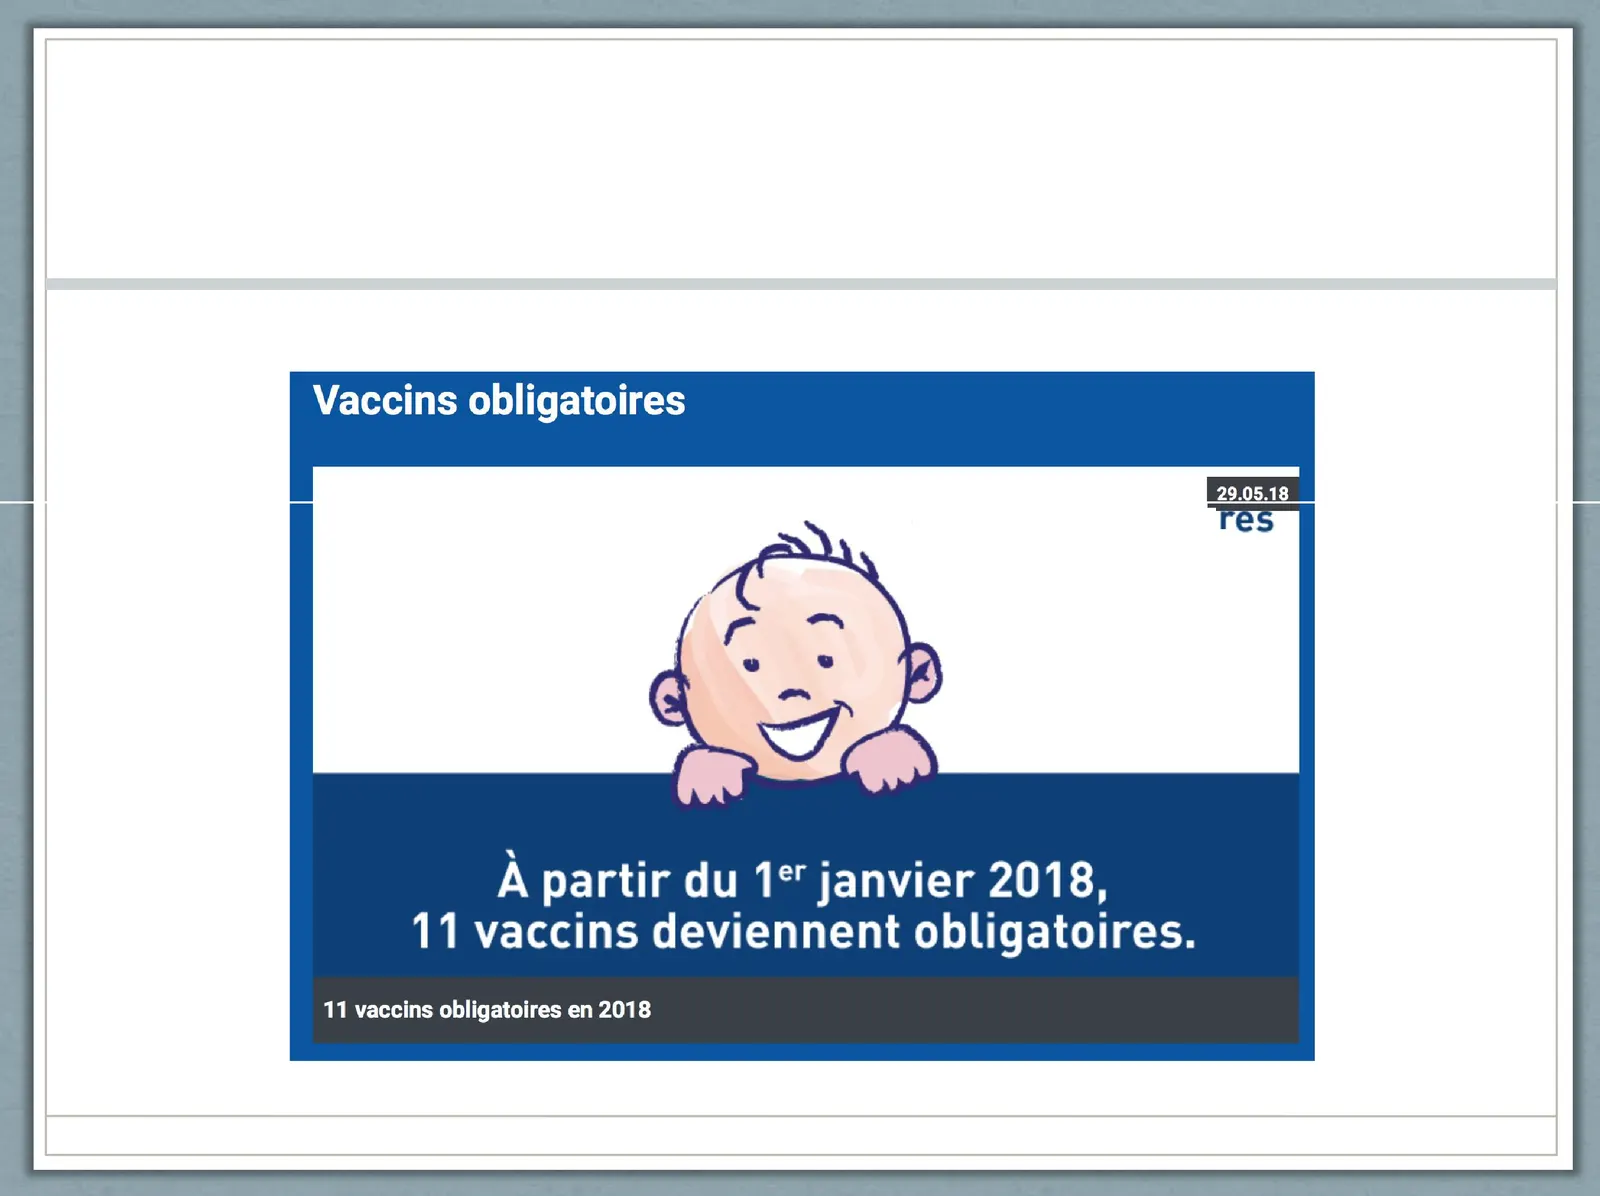 Vaccins obligatoires
29.05.18
res
À partir du 1er janvier 2018,
11 vaccins deviennent obligatoires.
11 vaccins obligatoires en 2018